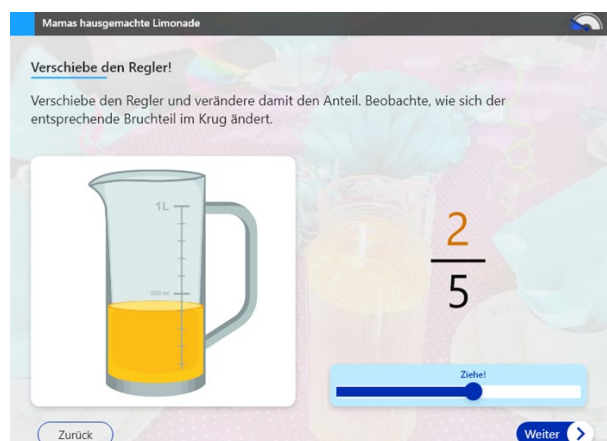 Mamas hausgemachte Limonade
Verschiebe den Regler!
Verschiebe den Regler und verändere damit den Anteil. Beobachte, wie sich der
entsprechende Bruchteil im Krug ändert.
1L
500 ml
2
5
Ziehe!
Zurück
Weiter